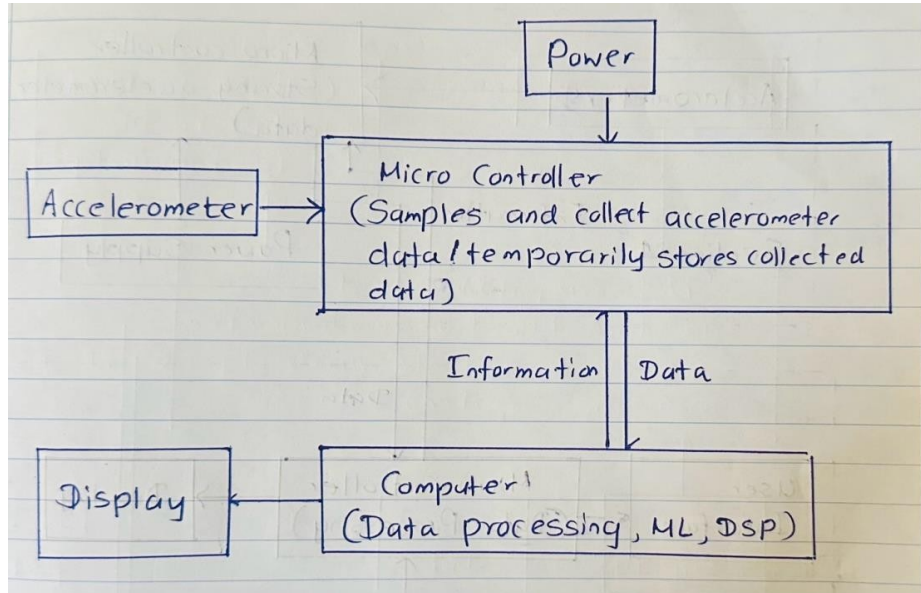 Power
Micro Controller
Accelerometer
(Samples and collect accelerometer
data/temporarily stores collected
data)
Information
Data
Display
Computer
(Data processing, ML, DSP)